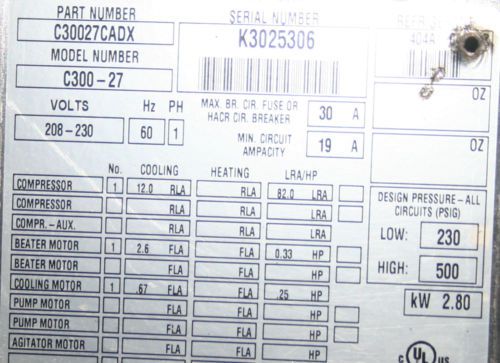 PART NUMBER
C30027CADX
SERIAL NUMBER
K3025306
404A
MODEL NUMBER
C300-27
OZ
VOLTS Hz PH
208-230 60 1
MAX. BR. CIR. FUSE OR
HACR CIR. BREAKER 30 A
OZ
MIN. CIRCUIT
AMPACITY 19 A
No. COOLING HEATING LRA/HP
COMPRESSOR 1 12.0 RLA RLA 82.0 LRA
COMPRESSOR RLA RLA LRA
COMPR.-AUX. RLA RLA LRA
BEATER MOTOR 1 2.6 FLA FLA 0.33 HP
BEATER MOTOR FLA FLA HP
COOLING MOTOR 1 .67 FLA FLA .25 HP
PUMP MOTOR FLA FLA HP
PUMP MOTOR FLA FLA HP
AGITATOR MOTOR FLA FLA HP
DESIGN PRESSURE-ALL
CIRCUITS (PSIG)
LOW: 230
HIGH: 500
kW 2.80
c UL us